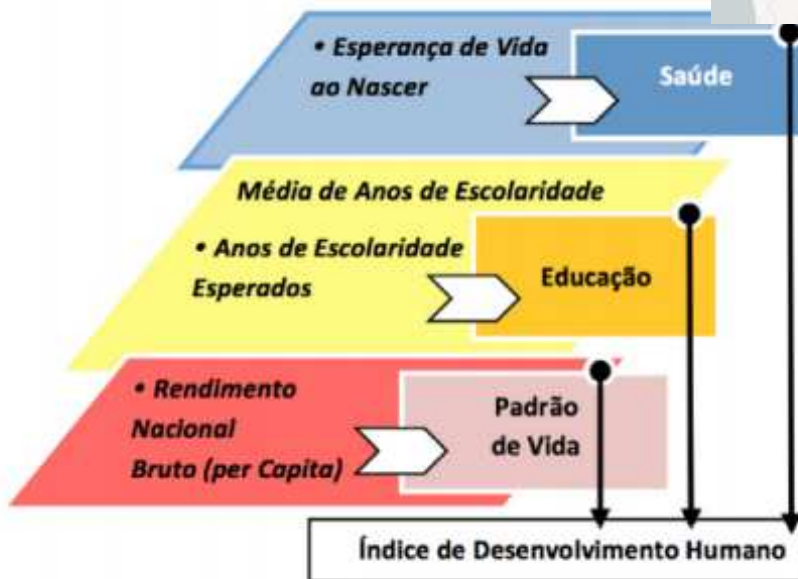 • Esperança de Vida
ao Nascer
Saúde
Média de Anos de Escolaridade
• Anos de Escolaridade
Esperados
Educação
• Rendimento
Nacional
Bruto (per Capita)
Padrão
de Vida
Índice de Desenvolvimento Humano